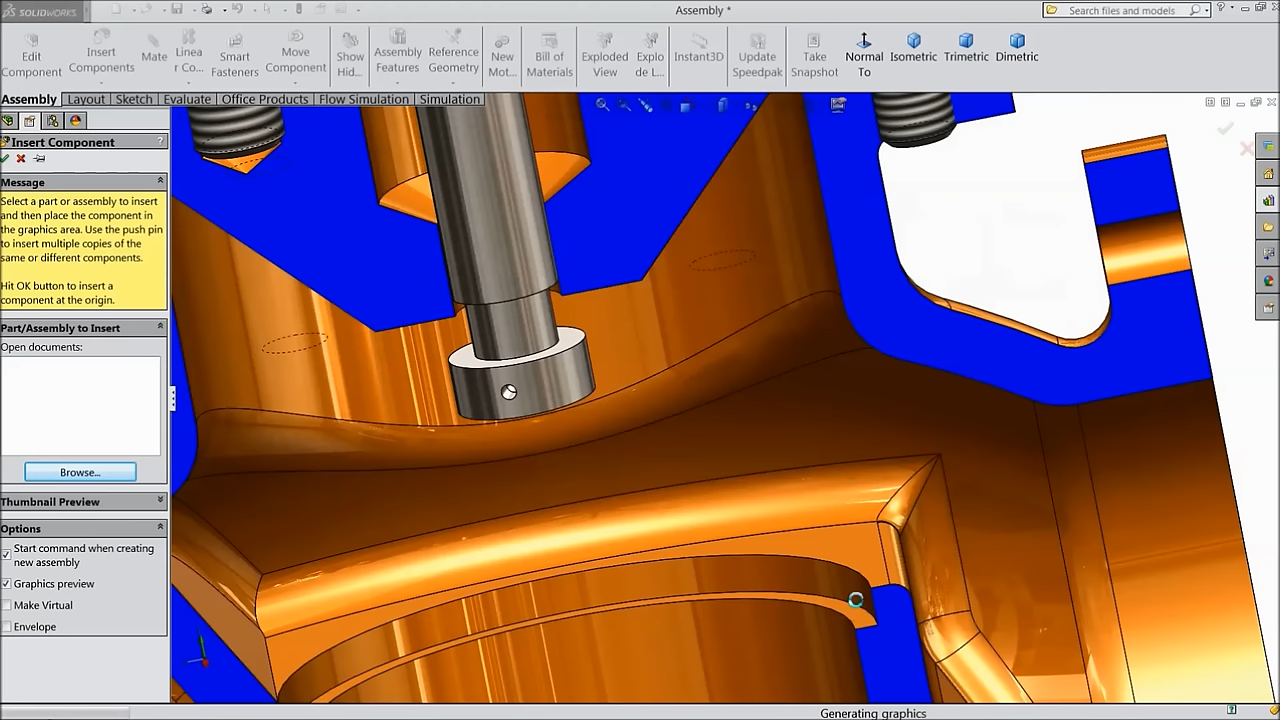 SOLIDWORKS
Assembly *
Search files and models
Edit Component
Insert Components
Mate
Linea r Co...
Smart Fasteners
Move Component
Show Hid...
Assembly Features
Reference Geometry
New Mot...
Bill of Materials
Exploded View
Explo de L...
Instant3D
Update Speedpak
Take Snapshot
Normal To
Isometric
Trimetric
Dimetric
Assembly
Layout
Sketch
Evaluate
Office Products
Flow Simulation
Simulation
Insert Component
?
Message
Select a part or assembly to insert
and then place the component in
the graphics area. Use the push pin
to insert multiple copies of the
same or different components.
Hit OK button to insert a
component at the origin.
Part/Assembly to Insert
Open documents:
Browse...
Thumbnail Preview
Options
Start command when creating
new assembly
Graphics preview
Make Virtual
Envelope
Generating graphics